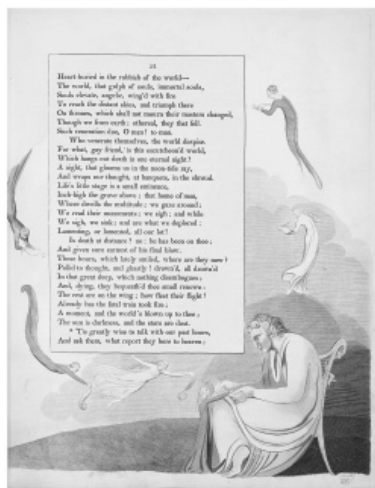 31
Heart-buried in the rubbish of the world—
The world, that gulph of souls, immortal souls,
Souls elevate, angelic, wing'd with fire
To reach the distant skies, and triumph there
On thrones, which shall not mourn their masters changed,
Though we from earth; ethereal, they that fell.
Such veneration due, O man! to man.
Who venerate themselves, the world despise.
For what, gay friend, is this escutcheon'd world,
Which hangs out death in one eternal night?
A night, that glooms us in the noon-tide ray,
And wraps our thought, at banquets, in the shroud.
Life's little stage is a small eminence,
Inch-high the grave above; that home of man,
Where dwells the multitude: we gaze around;
We read their monuments; we sigh; and while
We sigh, we sink; and are what we deplored:
Lamenting, or lamented, all our lot!
Is death at distance? no: he has been on thee;
And given sure earnest of his final blow.
Those hours, which lately smiled, where are they now?
Pallid to thought, and ghastly! drown'd, all drown'd
In that great deep, which nothing disembogues;
And, dying, they bequeath'd thee small renown:
The rest are on the wing; how fleet their flight!
Already has the fatal train took fire;
A moment, and the world's blown up to thee;
The sun is darkness, and the stars are dust.
* 'Tis greatly wise to talk with our past hours,
And ask them, what report they bore to heaven;